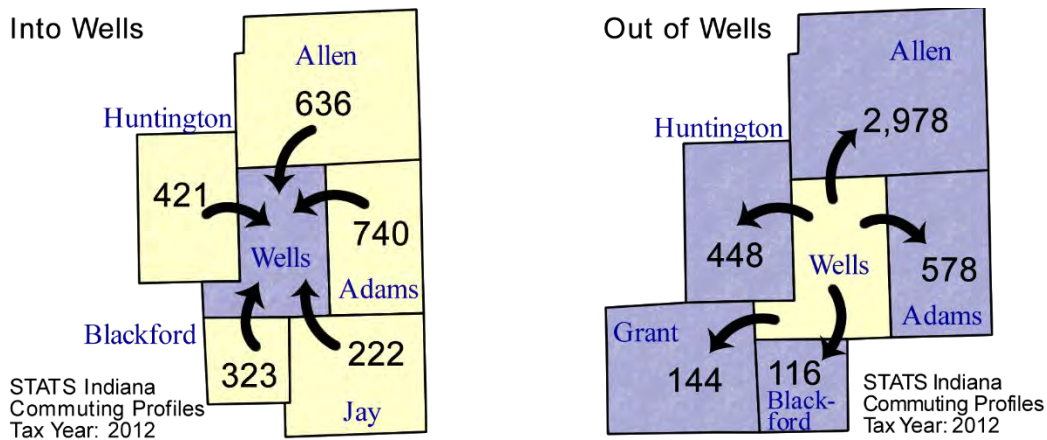 Into Wells
Allen
636
Huntington
421
740
Wells
Adams
Blackford
323
222
Jay
STATS Indiana
Commuting Profiles
Tax Year: 2012
Out of Wells
Allen
2,978
Huntington
448
Wells
578
Adams
Grant
144
116
Black-
ford
STATS Indiana
Commuting Profiles
Tax Year: 2012